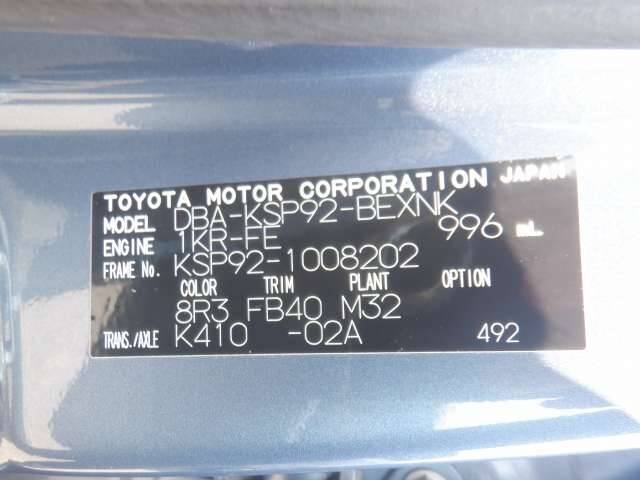 TOYOTA MOTOR CORPORATION JAPAN
MODEL DBA-KSP92-BEXNK
ENGINE 1KR-FE 996 mL
FRAME No. KSP92-1008202
COLOR TRIM PLANT OPTION
8R3 FB40 M32
TRANS./AXLE K410 -02A 492